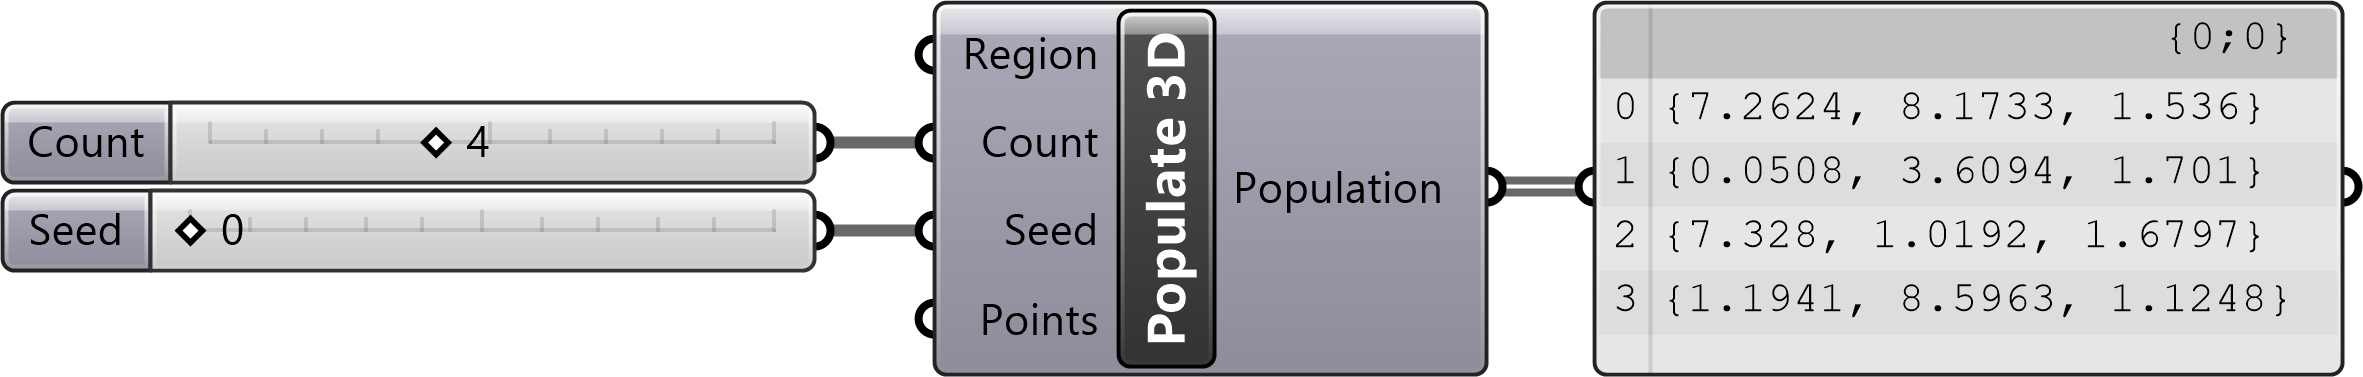 Count
4
Seed
0
Region
Count
Seed
Points
Populate 3D
Population
{0;0}
0 {7.2624, 8.1733, 1.536}
1 {0.0508, 3.6094, 1.701}
2 {7.328, 1.0192, 1.6797}
3 {1.1941, 8.5963, 1.1248}